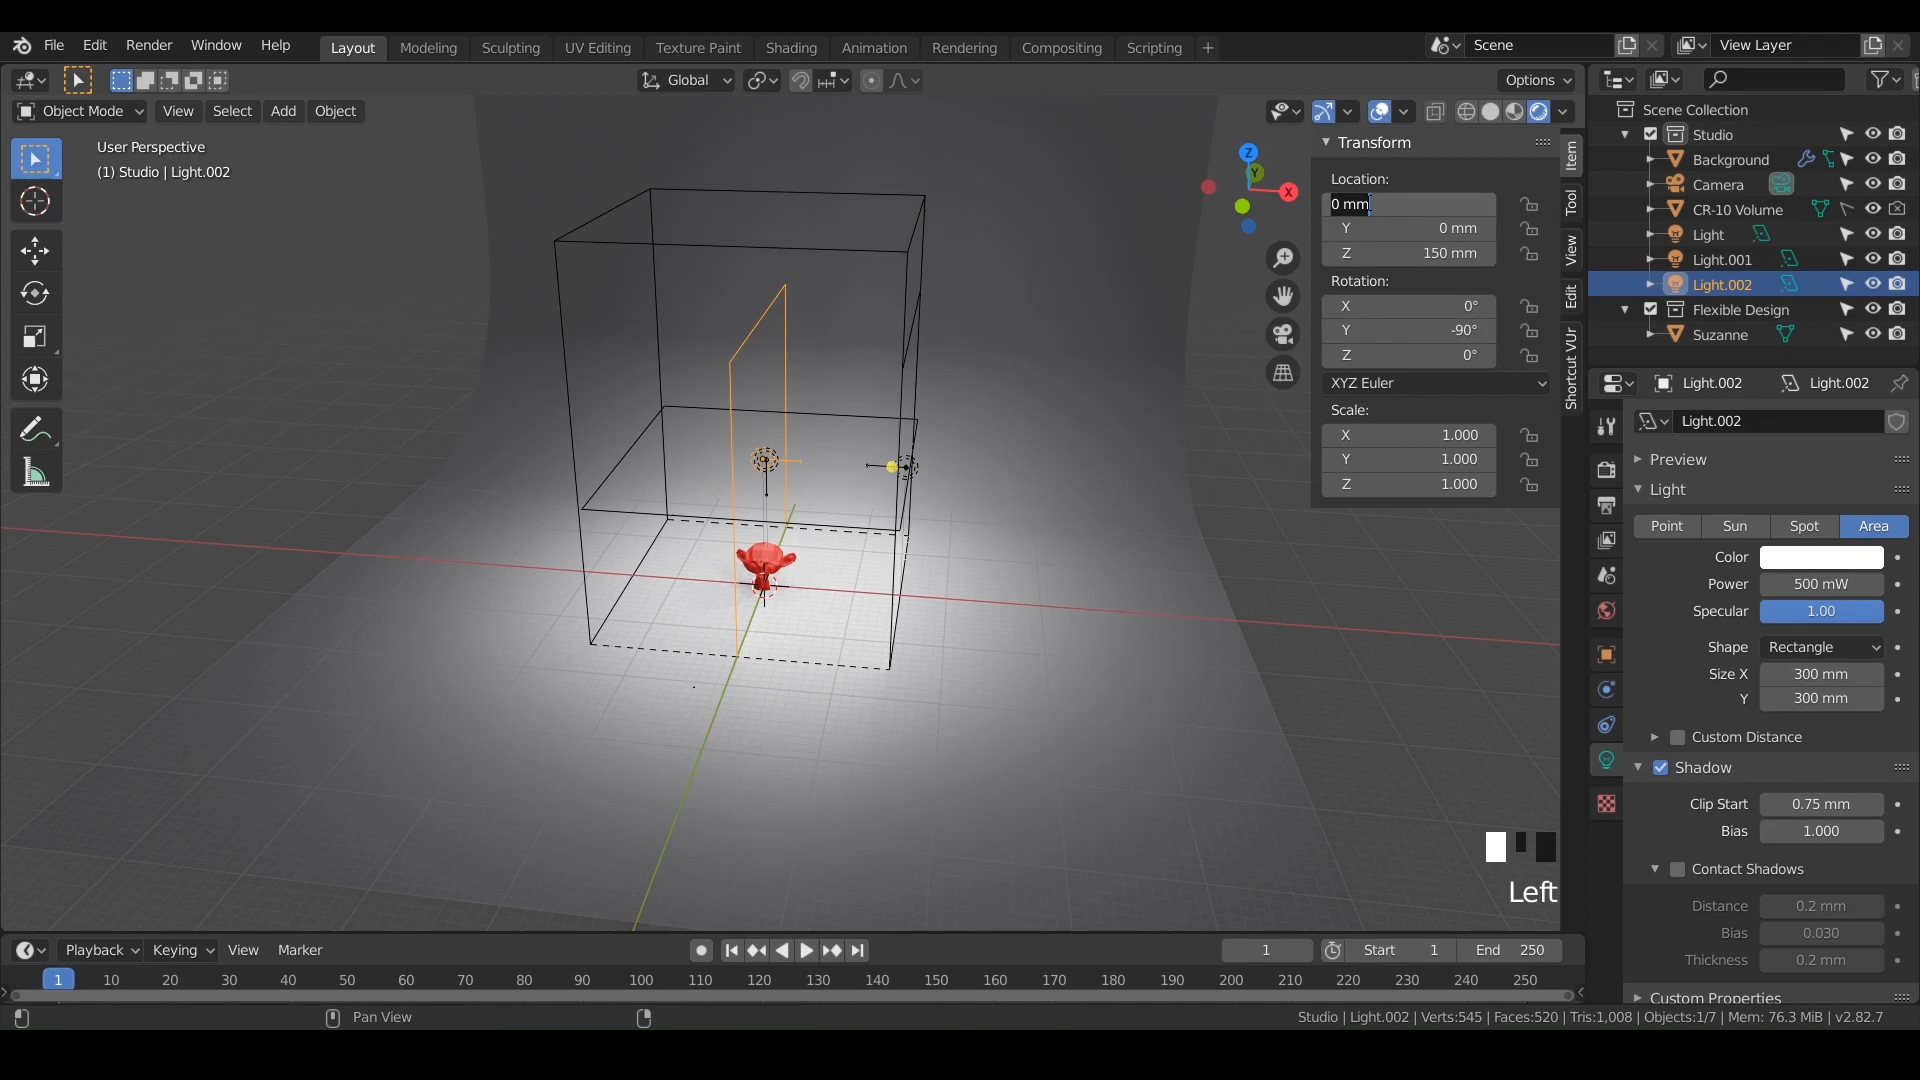 File Edit Render Window Help Layout Modeling Sculpting UV Editing Texture Paint Shading Animation Rendering Compositing Scripting + Scene View Layer
Global Options
Object Mode View Select Add Object
User Perspective
(1) Studio | Light.002
Z
Y
X
Transform
Location:
0 mm
Y 0 mm
Z 150 mm
Rotation:
X 0°
Y -90°
Z 0°
XYZ Euler
Scale:
X 1.000
Y 1.000
Z 1.000
Item
Tool
View
Edit
Shortcut VUr
Scene Collection
Studio
Background
Camera
CR-10 Volume
Light
Light.001
Light.002
Flexible Design
Suzanne
Light.002 Light.002
Light.002
Preview
Light
Point Sun Spot Area
Color
Power 500 mW
Specular 1.00
Shape Rectangle
Size X 300 mm
Y 300 mm
Custom Distance
Shadow
Clip Start 0.75 mm
Bias 1.000
Contact Shadows
Distance 0.2 mm
Bias 0.030
Thickness 0.2 mm
Custom Properties
Left
Playback Keying View Marker 1 Start 1 End 250
1 10 20 30 40 50 60 70 80 90 100 110 120 130 140 150 160 170 180 190 200 210 220 230 240 250
Pan View
Studio | Light.002 | Verts:545 | Faces:520 | Tris:1,008 | Objects:1/7 | Mem: 76.3 MiB | v2.82.7